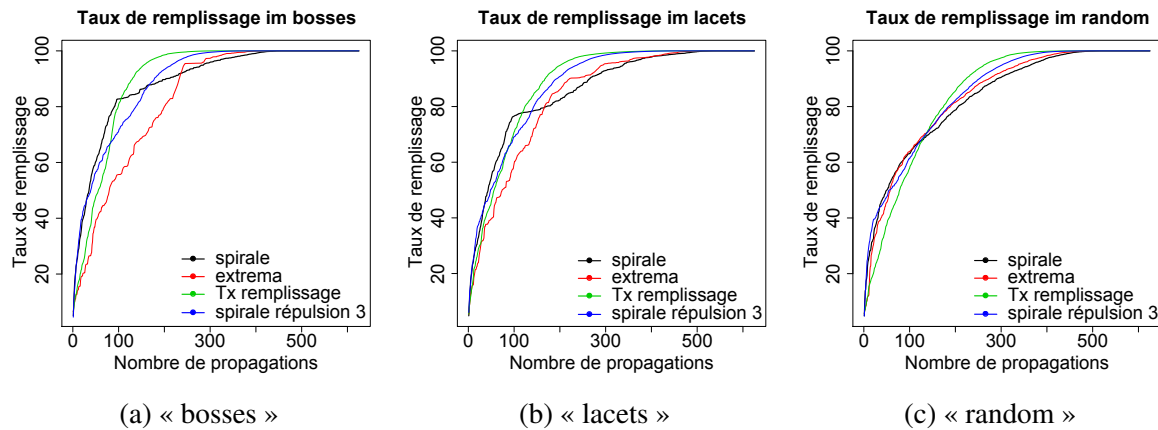 Taux de remplissage im bosses
Taux de remplissage
100
80
60
40
20
spirale
extrema
Tx remplissage
spirale répulsion 3
0 100 300 500
Nombre de propagations
(a) « bosses »
Taux de remplissage im lacets
Taux de remplissage
100
80
60
40
20
spirale
extrema
Tx remplissage
spirale répulsion 3
0 100 300 500
Nombre de propagations
(b) « lacets »
Taux de remplissage im random
Taux de remplissage
100
80
60
40
20
spirale
extrema
Tx remplissage
spirale répulsion 3
0 100 300 500
Nombre de propagations
(c) « random »